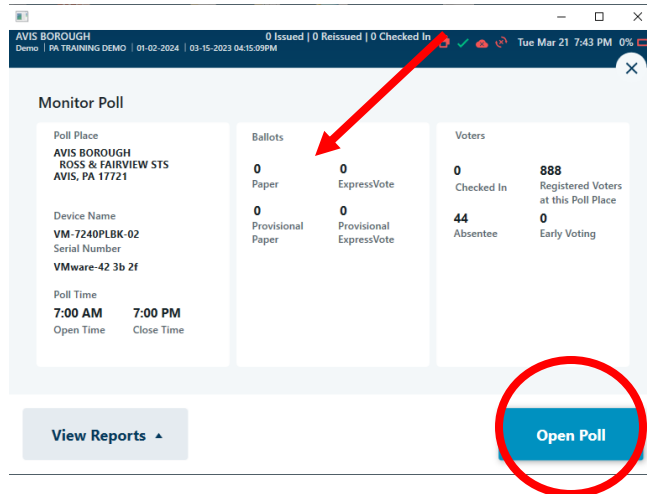 AVIS BOROUGH
0 Issued | 0 Reissued | 0 Checked In
Demo | PA TRAINING DEMO | 01-02-2024 | 03-15-2023 04:15:09PM
Tue Mar 21 7:43 PM 0%
Monitor Poll
Poll Place
AVIS BOROUGH
ROSS & FAIRVIEW STS
AVIS, PA 17721
Device Name
VM-7240PLBK-02
Serial Number
VMware-42 3b 2f
Poll Time
7:00 AM 7:00 PM
Open Time Close Time
Ballots
0 0
Paper ExpressVote
0 0
Provisional Provisional
Paper ExpressVote
Voters
0 888
Checked In Registered Voters
at this Poll Place
44 0
Absentee Early Voting
View Reports
Open Poll